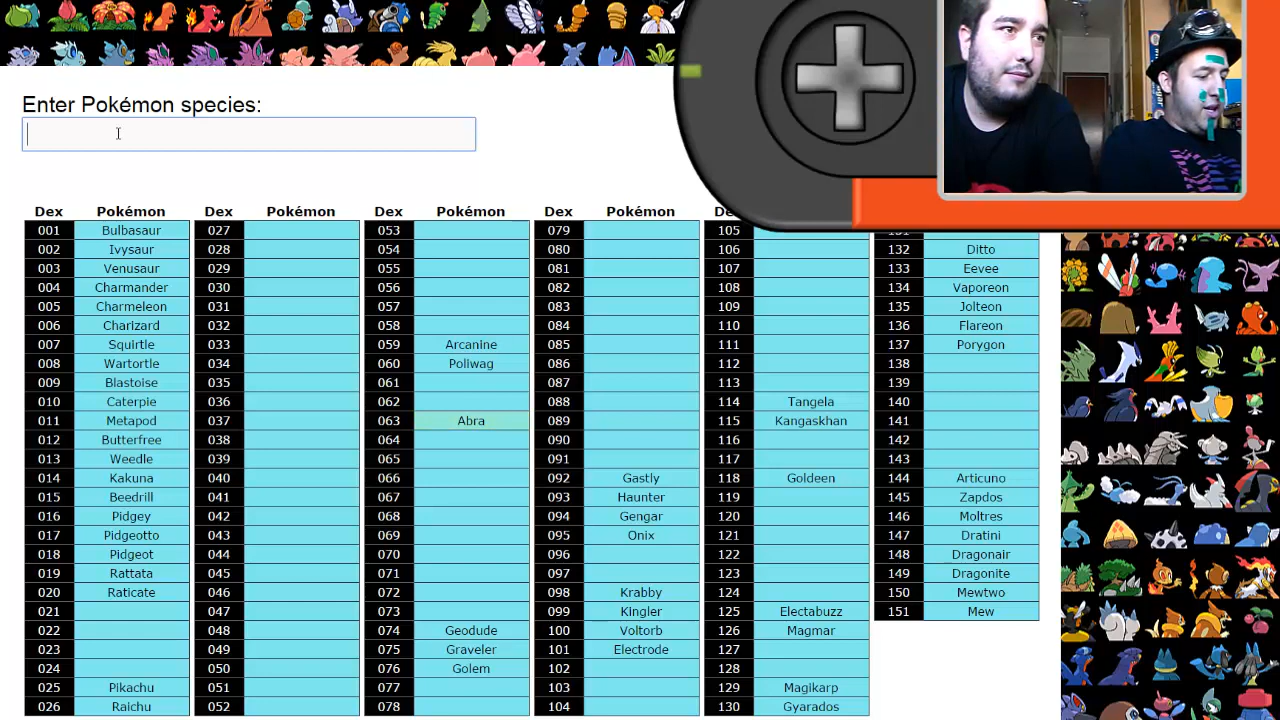 Enter Pokémon species:
Dex Pokémon Dex Pokémon Dex Pokémon Dex Pokémon
001 Bulbasaur 027 053 079 105
002 Ivysaur 028 054 080 106 132 Ditto
003 Venusaur 029 055 081 107 133 Eevee
004 Charmander 030 056 082 108 134 Vaporeon
005 Charmeleon 031 057 083 109 135 Jolteon
006 Charizard 032 058 084 110 136 Flareon
007 Squirtle 033 059 Arcanine 085 111 137 Porygon
008 Wartortle 034 060 Poliwag 086 112 138
009 Blastoise 035 061 087 113 139
010 Caterpie 036 062 088 114 Tangela 140
011 Metapod 037 063 Abra 089 115 Kangaskhan 141
012 Butterfree 038 064 090 116 142
013 Weedle 039 065 091 117 143
014 Kakuna 040 066 092 Gastly 118 Goldeen 144 Articuno
015 Beedrill 041 067 093 Haunter 119 145 Zapdos
016 Pidgey 042 068 094 Gengar 120 146 Moltres
017 Pidgeotto 043 069 095 Onix 121 147 Dratini
018 Pidgeot 044 070 096 122 148 Dragonair
019 Rattata 045 071 097 123 149 Dragonite
020 Raticate 046 072 098 Krabby 124 150 Mewtwo
021 047 073 099 Kingler 125 Electabuzz 151 Mew
022 048 074 Geodude 100 Voltorb 126 Magmar
023 049 075 Graveler 101 Electrode 127
024 050 076 Golem 102 128
025 Pikachu 051 077 103 129 Magikarp
026 Raichu 052 078 104 130 Gyarados